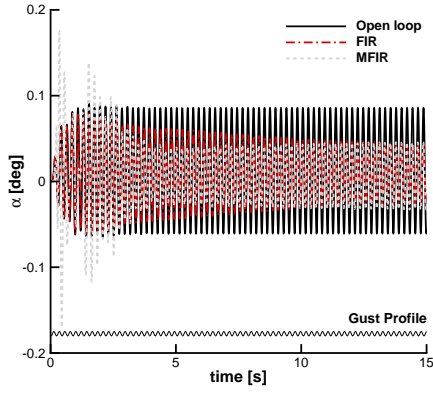 0.2
Open loop
FIR
MFIR
0.1
α [deg]
0
-0.1
Gust Profile
-0.2
0
5
10
15
time [s]